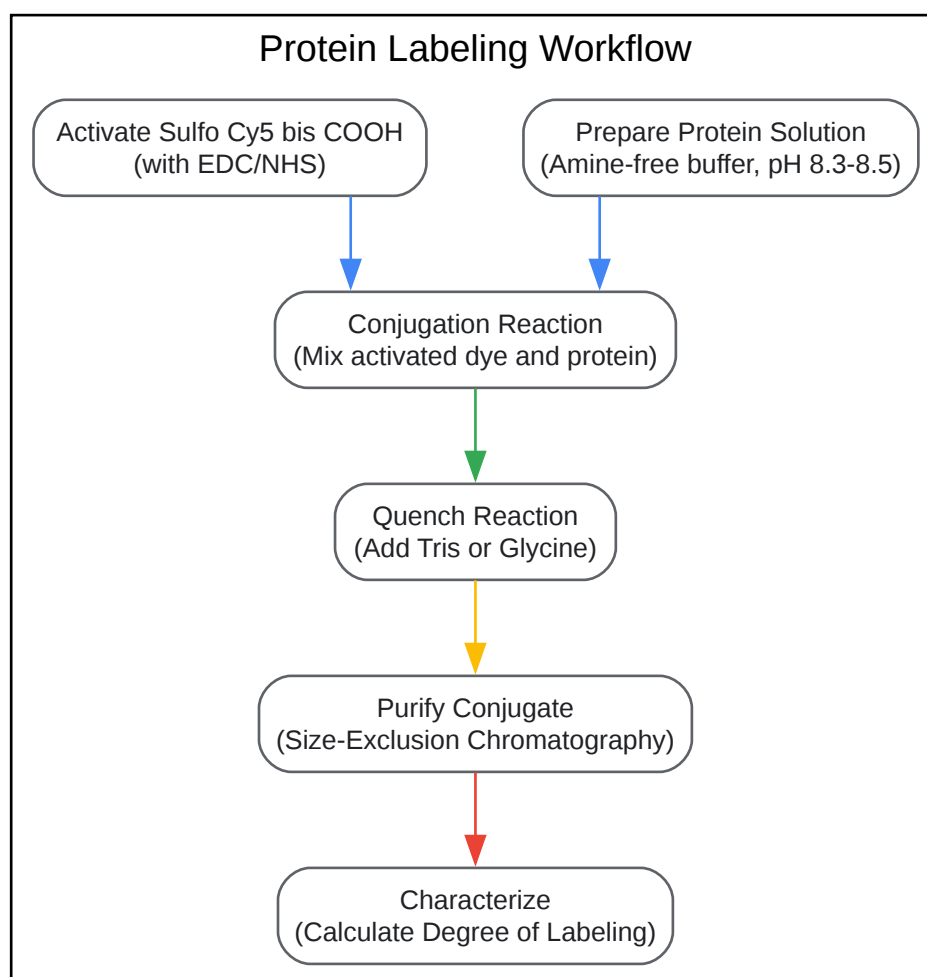 Protein Labeling Workflow
Activate Sulfo Cy5 bis COOH
(with EDC/NHS)
Prepare Protein Solution
(Amine-free buffer, pH 8.3-8.5)
Conjugation Reaction
(Mix activated dye and protein)
Quench Reaction
(Add Tris or Glycine)
Purify Conjugate
(Size-Exclusion Chromatography)
Characterize
(Calculate Degree of Labeling)